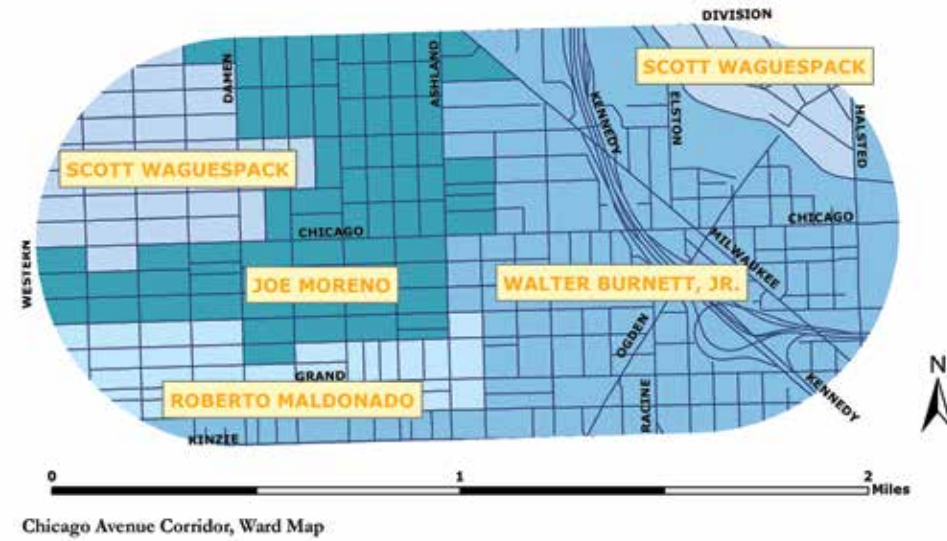 DIVISION
SCOTT WAGUESPACK
DAMEN
ASHLAND
KENNEDY
ELSTON
HALSTED
SCOTT WAGUESPACK
CHICAGO
CHICAGO
WESTERN
MILWAUKEE
JOE MORENO
WALTER BURNETT, JR.
OGDEN
GRAND
ROBERTO MALDONADO
RACINE
KENNEDY
KINZIE
N
0
1
2
Miles
Chicago Avenue Corridor, Ward Map